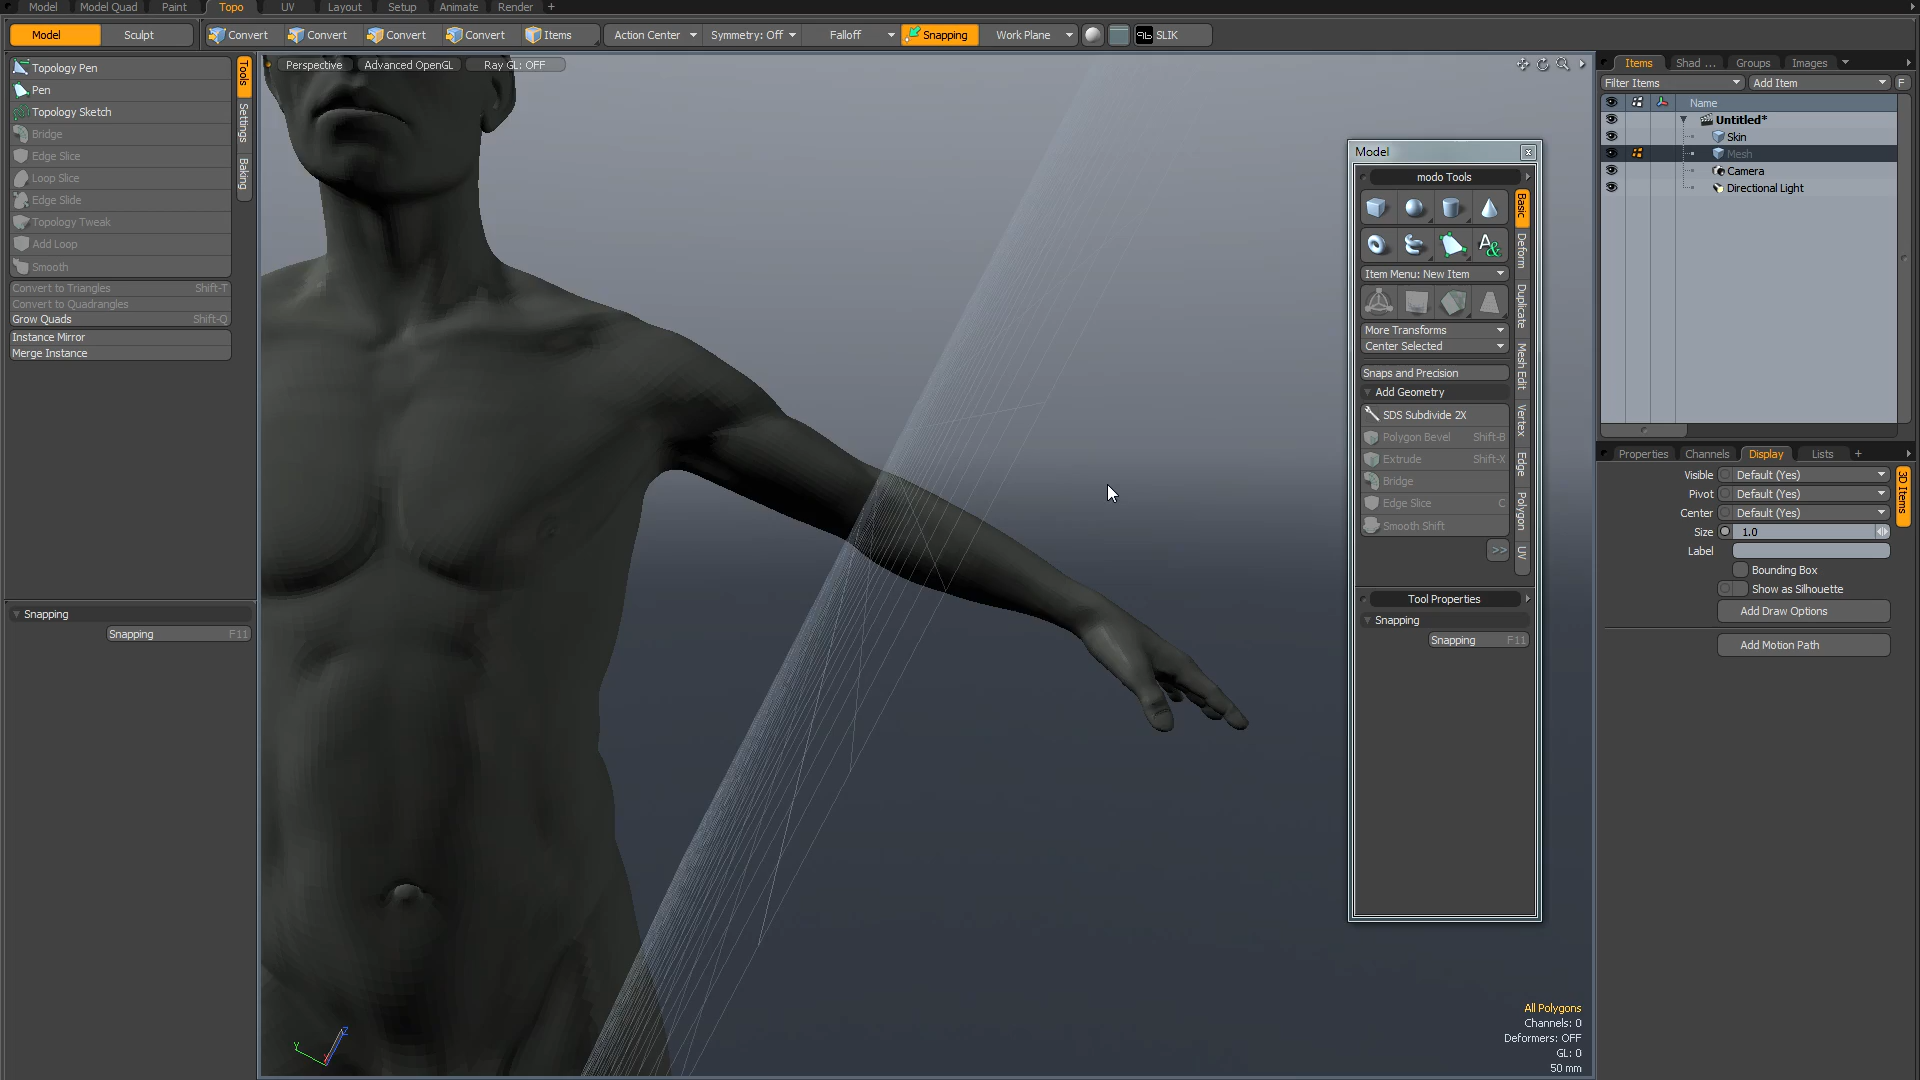 Model Model Quad Paint Topo UV Layout Setup Animate Render +
Model Sculpt Convert Convert Convert Convert Items Action Center Symmetry: Off Falloff Snapping Work Plane SLIK
Topology Pen
Pen
Topology Sketch
Bridge
Edge Slice
Loop Slice
Edge Slide
Topology Tweak
Add Loop
Smooth
Convert to Triangles Shift-T
Convert to Quadrangles
Grow Quads Shift-Q
Instance Mirror
Merge Instance
Tools
Settings
Baking
Snapping
Snapping F11
Perspective Advanced OpenGL Ray GL: OFF
Model
modo Tools
Item Menu: New Item
More Transforms
Center Selected
Snaps and Precision
Add Geometry
SDS Subdivide 2X
Polygon Bevel Shift-B
Extrude Shift-X
Bridge
Edge Slice C
Smooth Shift
>>
Basic
Deform
Duplicate
Mesh Edit
Vertex
Edge
Polygon
UV
Tool Properties
Snapping
Snapping F11
All Polygons
Channels: 0
Deformers: OFF
GL: 0
50 mm
Y
Z
Items Shad ... Groups Images
Filter Items Add Item F
Name
Untitled*
Skin
Mesh
Camera
Directional Light
Properties Channels Display Lists +
Visible Default (Yes)
Pivot Default (Yes)
Center Default (Yes)
Size 1.0
Label
Bounding Box
Show as Silhouette
Add Draw Options
Add Motion Path
3D Items